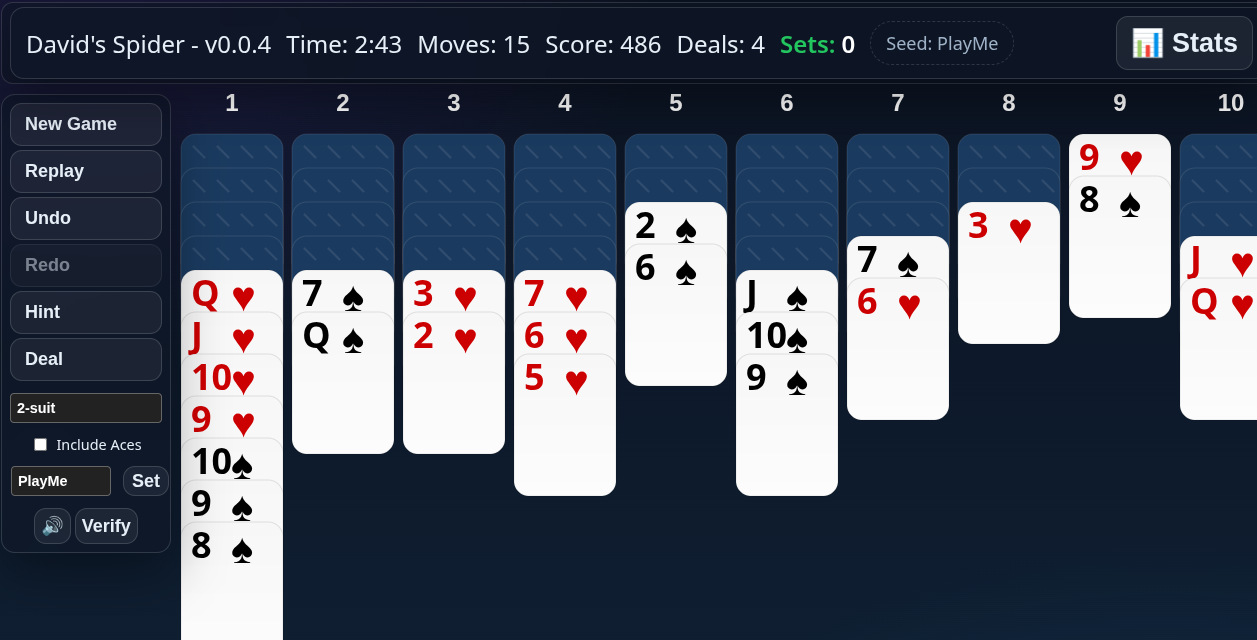 David's Spider - v0.0.4 Time: 2:43 Moves: 15 Score: 486 Deals: 4 Sets: 0 Seed: PlayMe 📊 Stats
1 2 3 4 5 6 7 8 9 10
New Game
Replay
Undo
Redo
Hint
Deal
2-suit
Include Aces
PlayMe Set
🔊 Verify
Q ♥
J ♥
10 ♥
9 ♥
10 ♠
9 ♠
8 ♠
7 ♠
Q ♠
3 ♥
2 ♥
7 ♥
6 ♥
5 ♥
2 ♠
6 ♠
J ♠
10 ♠
9 ♠
7 ♠
6 ♥
3 ♥
9 ♥
8 ♠
J ♥
Q ♥